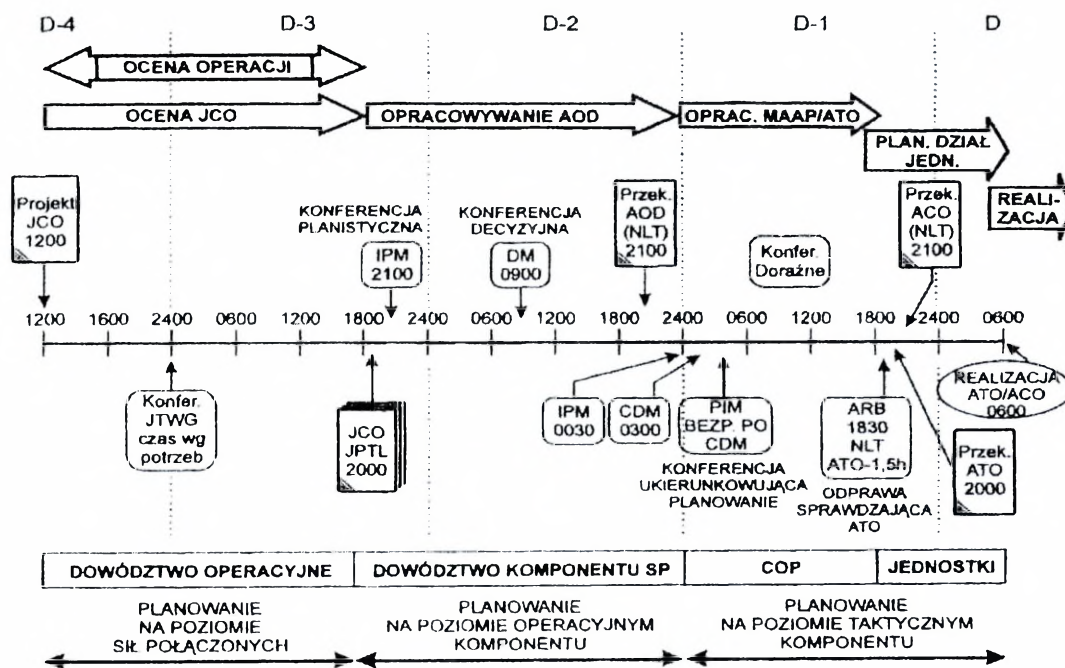 D-4 D-3 D-2 D-1 D
OCENA OPERACJI
OCENA JCO OPRACOWYWANIE AOD OPRAC. MAAP/ATO
PLAN. DZIAŁ
JEDN.
REALI-
ZACJA
Projekt
JCO
1200
KONFERENCJA
PLANISTYCZNA
IPM
2100
KONFERENCJA
DECYZYJNA
DM
0900
Przek.
AOD
(NLT)
2100
Konfer.
Doraźne
Przek.
ACO
(NLT)
2100
1200 1600 2400 0600 1200 1800 2400 0600 1200 1800 2400 0600 1200 1800 2400 0600
Konfer.
JTWG
czas wg
potrzeb
JCO
JPTL
2000
IPM
0030
CDM
0300
PIM
BEZP. PO
CDM
KONFERENCJA
UKIERUNKOWUJĄCA
PLANOWANIE
ARB
1830
NLT
ATO-1,5h
ODPRAWA
SPRAWDZAJĄCA
ATO
REALIZACJA
ATO/ACO
0600
Przek.
ATO
2000
DOWÓDZTWO OPERACYJNE DOWÓDZTWO KOMPONENTU SP COP JEDNOSTKI
PLANOWANIE
NA POZIOMIE
SIŁ POŁĄCZONYCH
PLANOWANIE
NA POZIOMIE OPERACYJNYM
KOMPONENTU
PLANOWANIE
NA POZIOMIE TAKTYCZNYM
KOMPONENTU